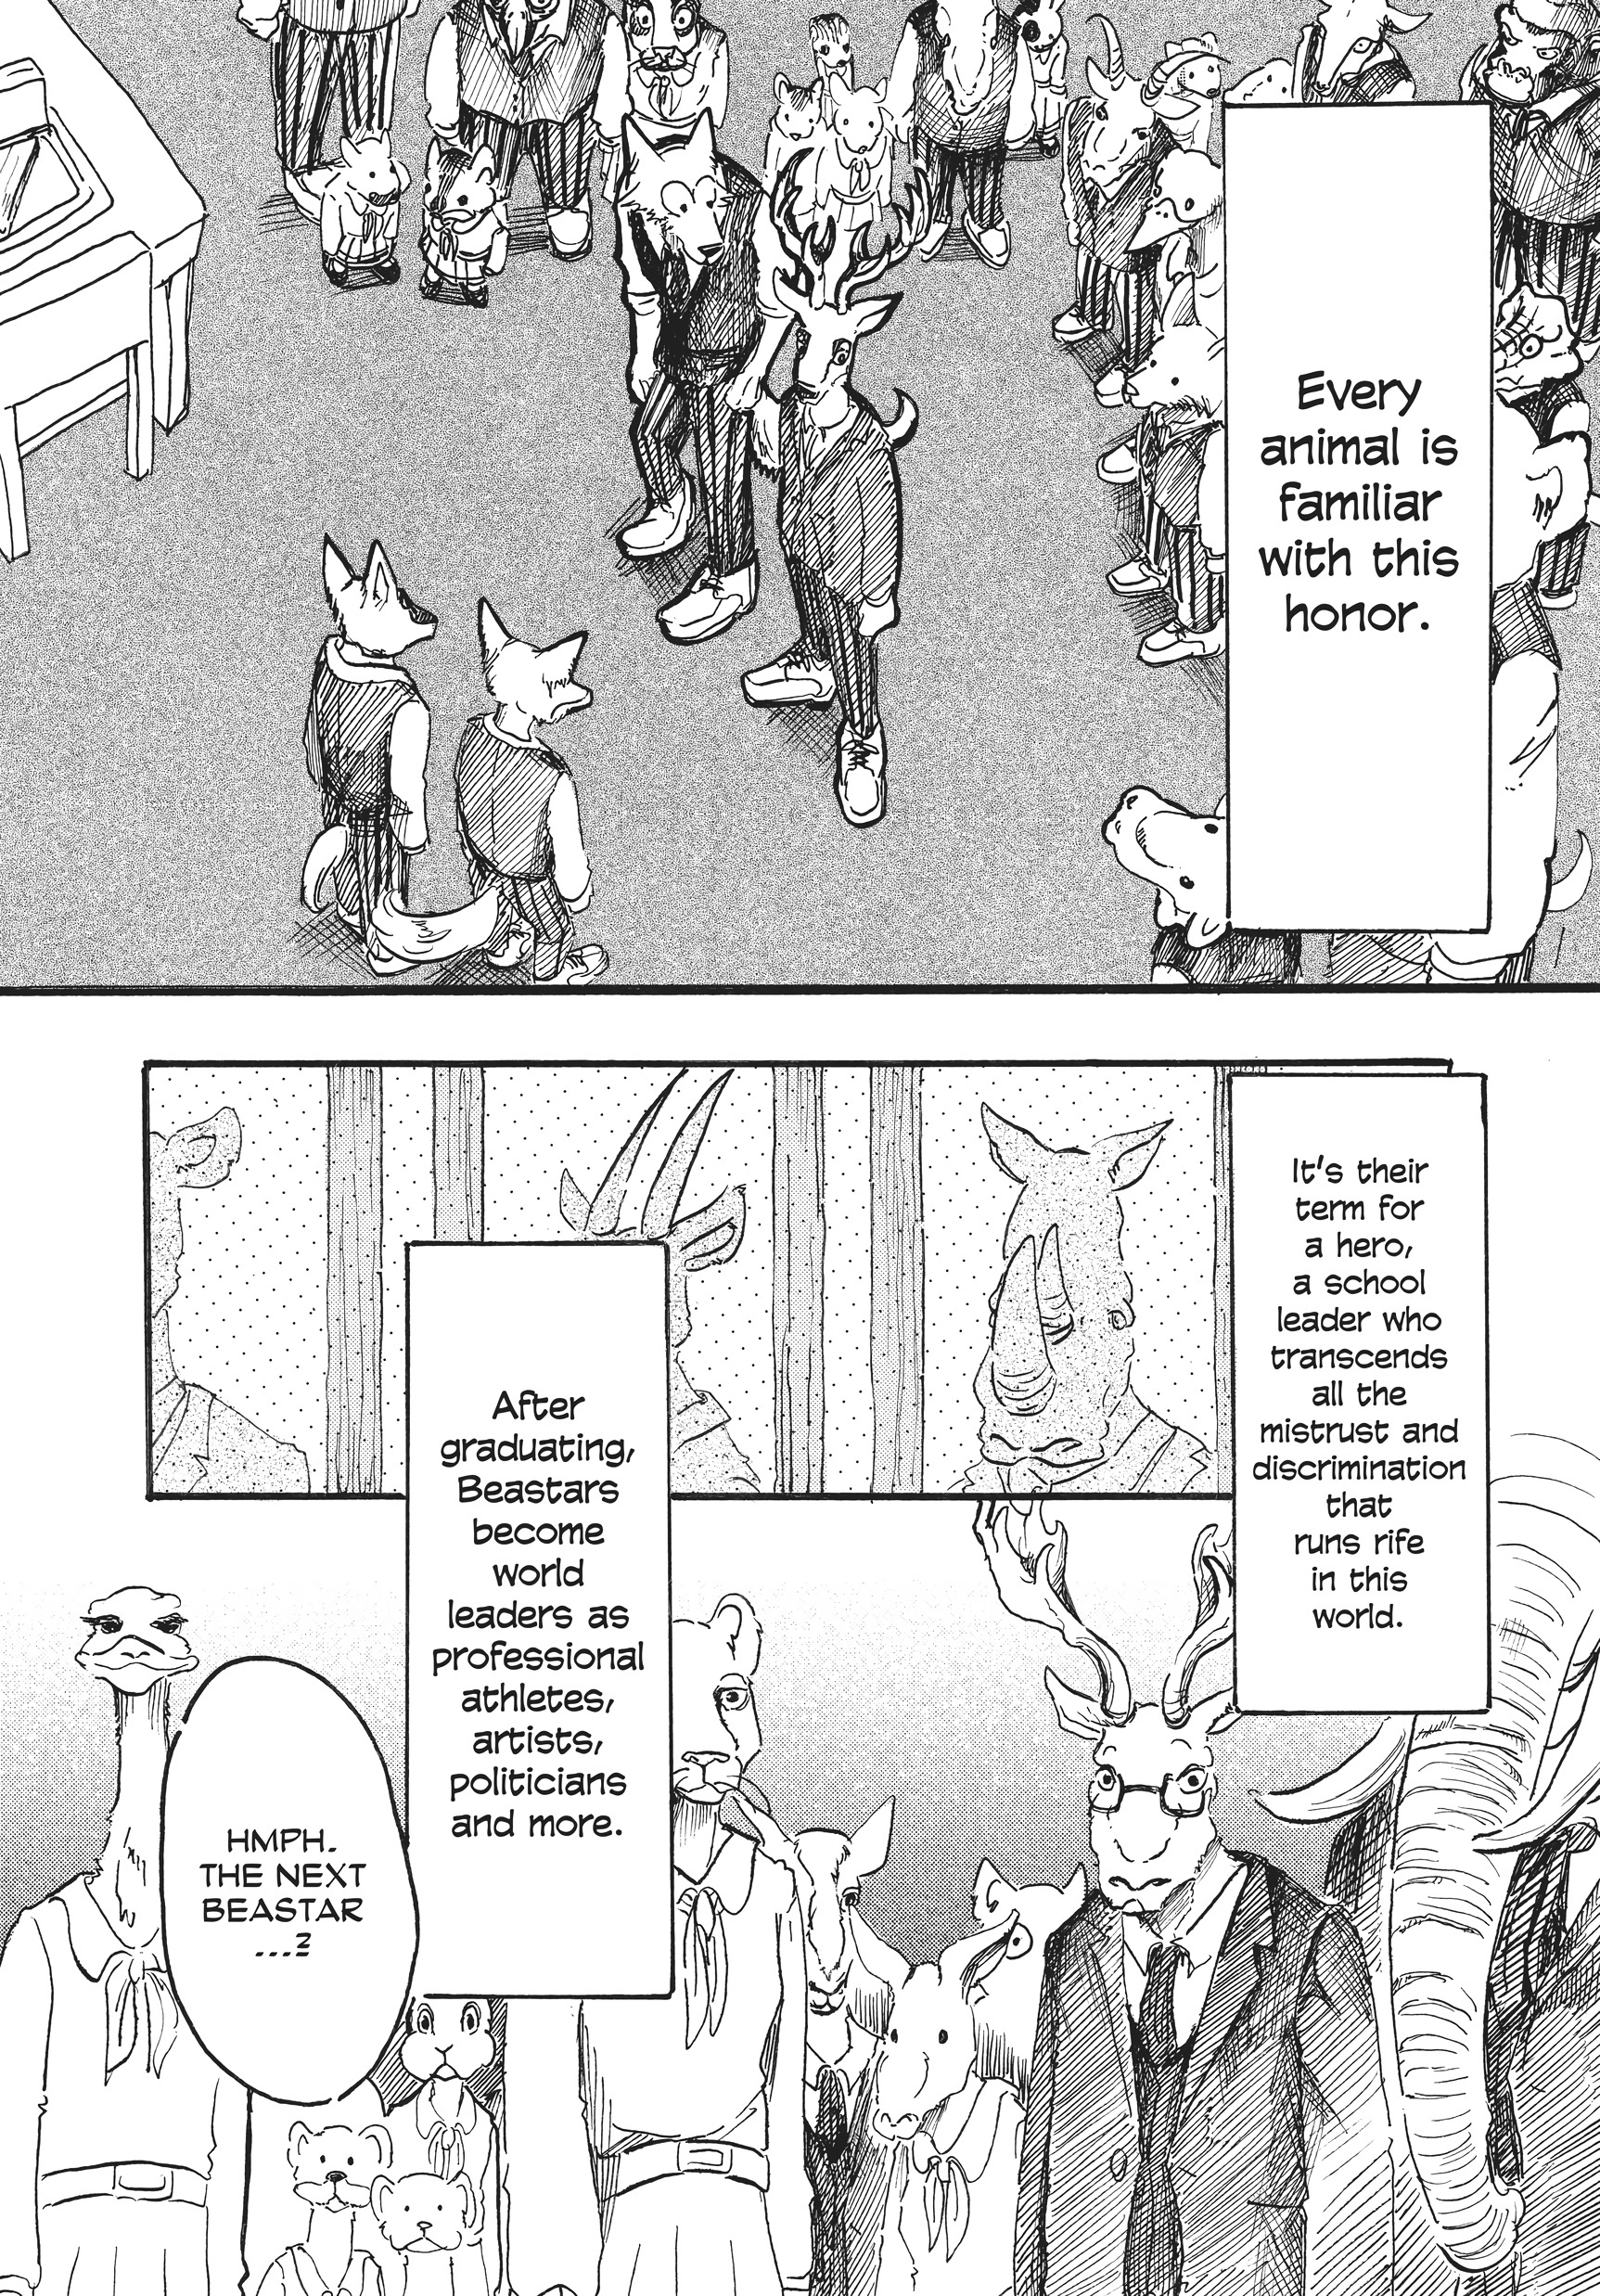 Every
animal is
familiar
with this
honor.
It's their
term for
a hero,
a school
leader who
transcends
all the
mistrust and
discrimination
that
runs rife
in this
world.
After
graduating,
Beastars
become
world
leaders as
professional
athletes,
artists,
politicians
and more.
HMPH.
THE NEXT
BEASTAR
...?